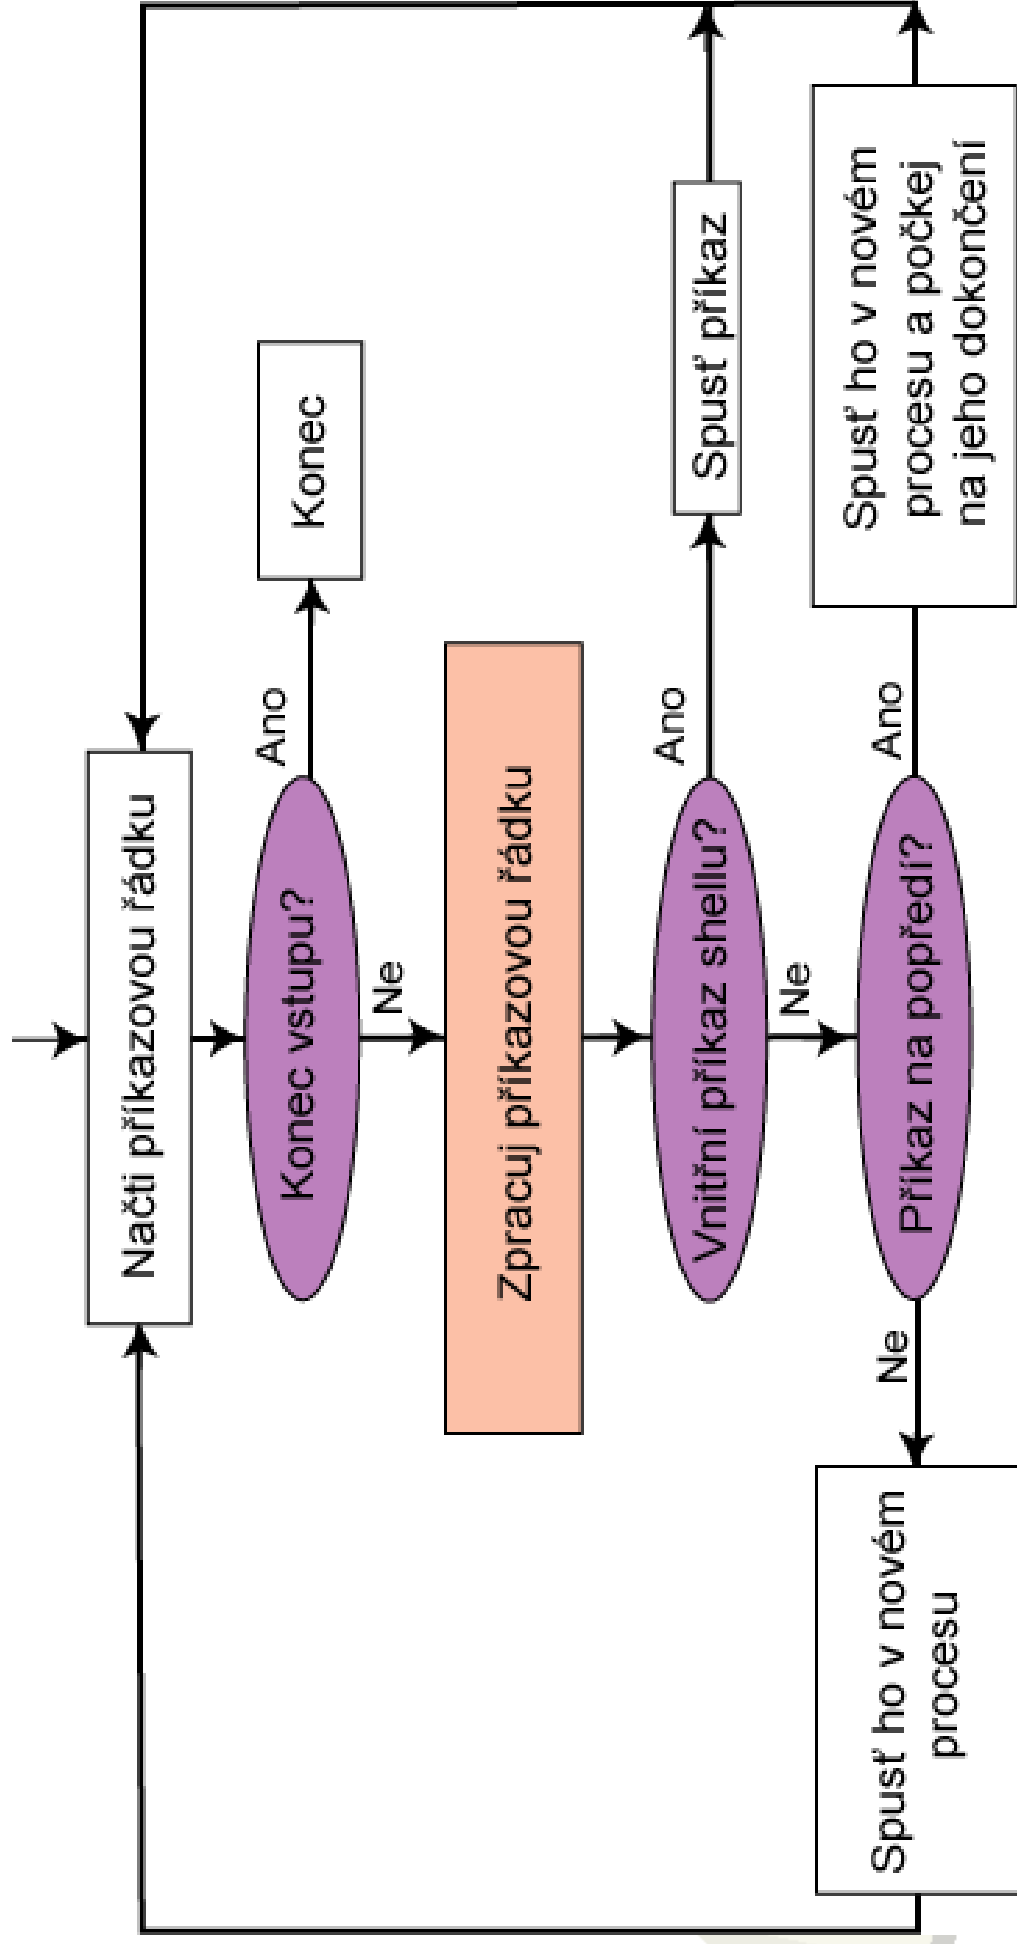 Načti příkazovou řádku
Konec vstupu?
Ano
Konec
Ne
Zpracuj příkazovou řádku
Vnitřní příkaz shellu?
Ano
Spusť příkaz
Ne
Příkaz na popředí?
Ne
Spusť ho v novém
procesu
Ano
Spusť ho v novém
procesu a počkej
na jeho dokončení